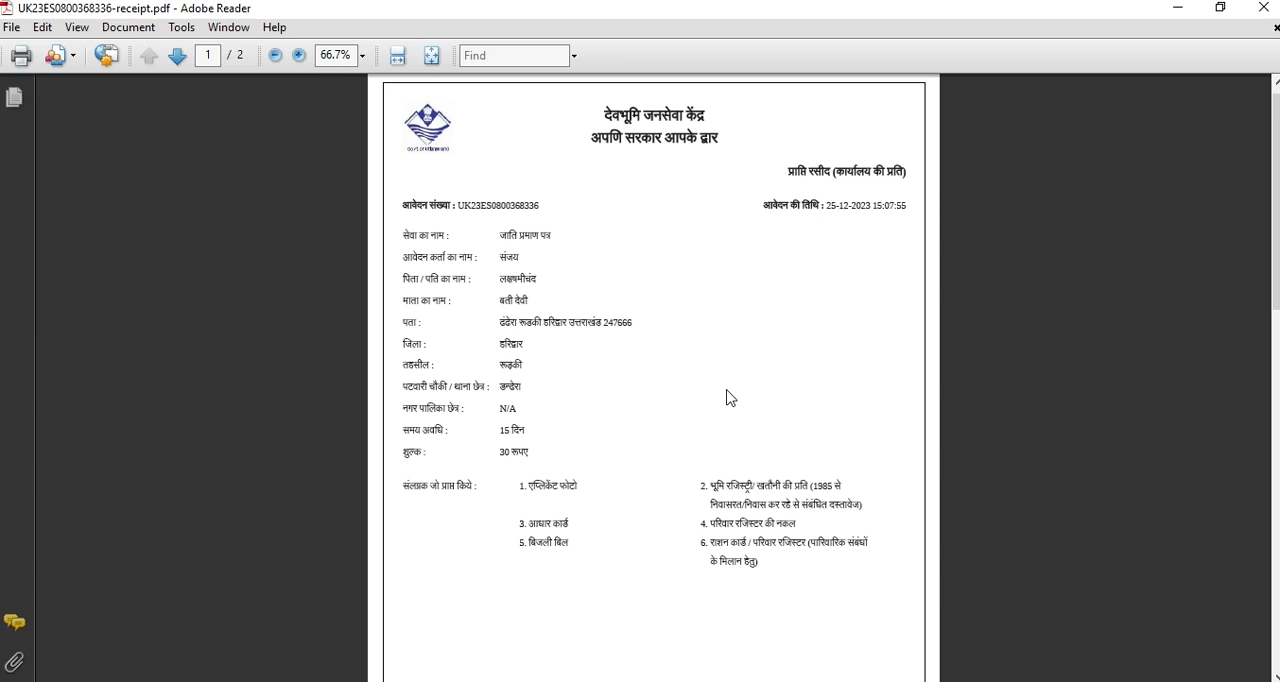 UK23ES0800368336-receipt.pdf - Adobe Reader
File Edit View Document Tools Window Help
1 / 2 66.7% Find
देवभूमि जनसेवा केंद्र
अपणि सरकार आपके द्वार
प्राप्ति रसीद (कार्यालय की प्रति)
आवेदन संख्या : UK23ES0800368336 आवेदन की तिथि : 25-12-2023 15:07:55
सेवा का नाम : जाति प्रमाण पत्र
आवेदन कर्ता का नाम : संजय
पिता / पति का नाम : लक्षमीचंद
माता का नाम : बती देवी
पता : ढंढेरा रूडकी हरिद्वार उत्तराखंड 247666
जिला : हरिद्वार
तहसील : रूड़की
पटवारी चौकी / थाना छेत्र : डन्ढेरा
नगर पालिका छेत्र : N/A
समय अवधि : 15 दिन
शुल्क : 30 रूपए
संलग्नक जो प्राप्त किये : 1. एप्लिकेंट फोटो 2. भूमि रजिस्ट्री/ खतौनी की प्रति (1985 से
निवासरत/निवास कर रहे से संबंधित दस्तावेज)
3. आधार कार्ड 4. परिवार रजिस्टर की नकल
5. बिजली बिल 6. राशन कार्ड / परिवार रजिस्टर (पारिवारिक संबंधों
के मिलान हेतु)